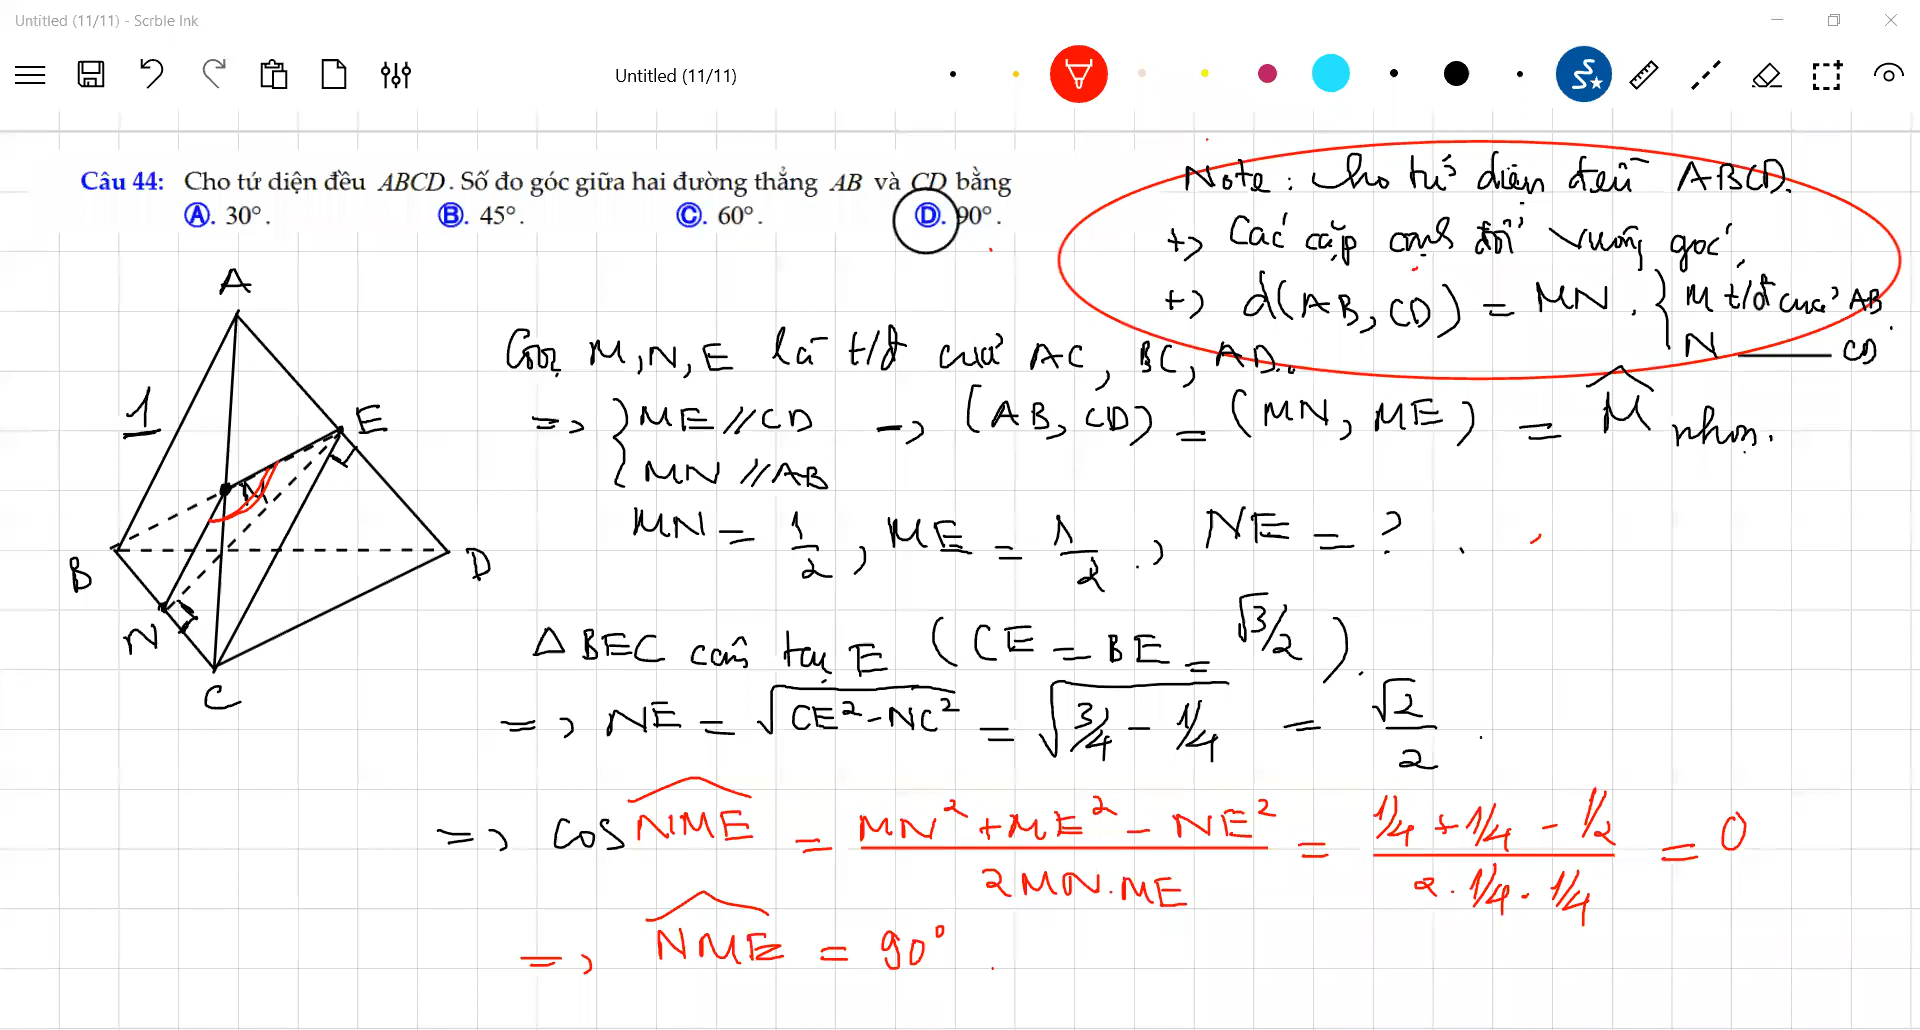 Untitled (11/11) - Scrble Ink
Untitled (11/11)
Câu 44: Cho tứ diện đều ABCD. Số đo góc giữa hai đường thẳng AB và CD bằng
A. 30°. B. 45°. C. 60°. D. 90°.
Note: Cho tứ diện đều ABCD.
+) Các cặp cạnh đối vuông góc.
+) d(AB, CD) = MN. { M t/đ của AB
N ——— CD
A
1
E
M
B
D
N
C
Gọi M, N, E là t/đ của AC, BC, AD.
=> { ME // CD -> (AB, CD) = (MN, ME) = M̂ nhọn.
MN // AB
MN = 1/2, ME = 1/2, NE = ?
Δ BEC cân tại E (CE = BE = √3/2).
=> NE = √(CE² - NC²) = √(3/4 - 1/4) = √2/2
=> cos NME = (MN² + ME² - NE²)/(2MN.ME) = (1/4 + 1/4 - 1/2)/(2 . 1/4 . 1/4) = 0
=> NME = 90°